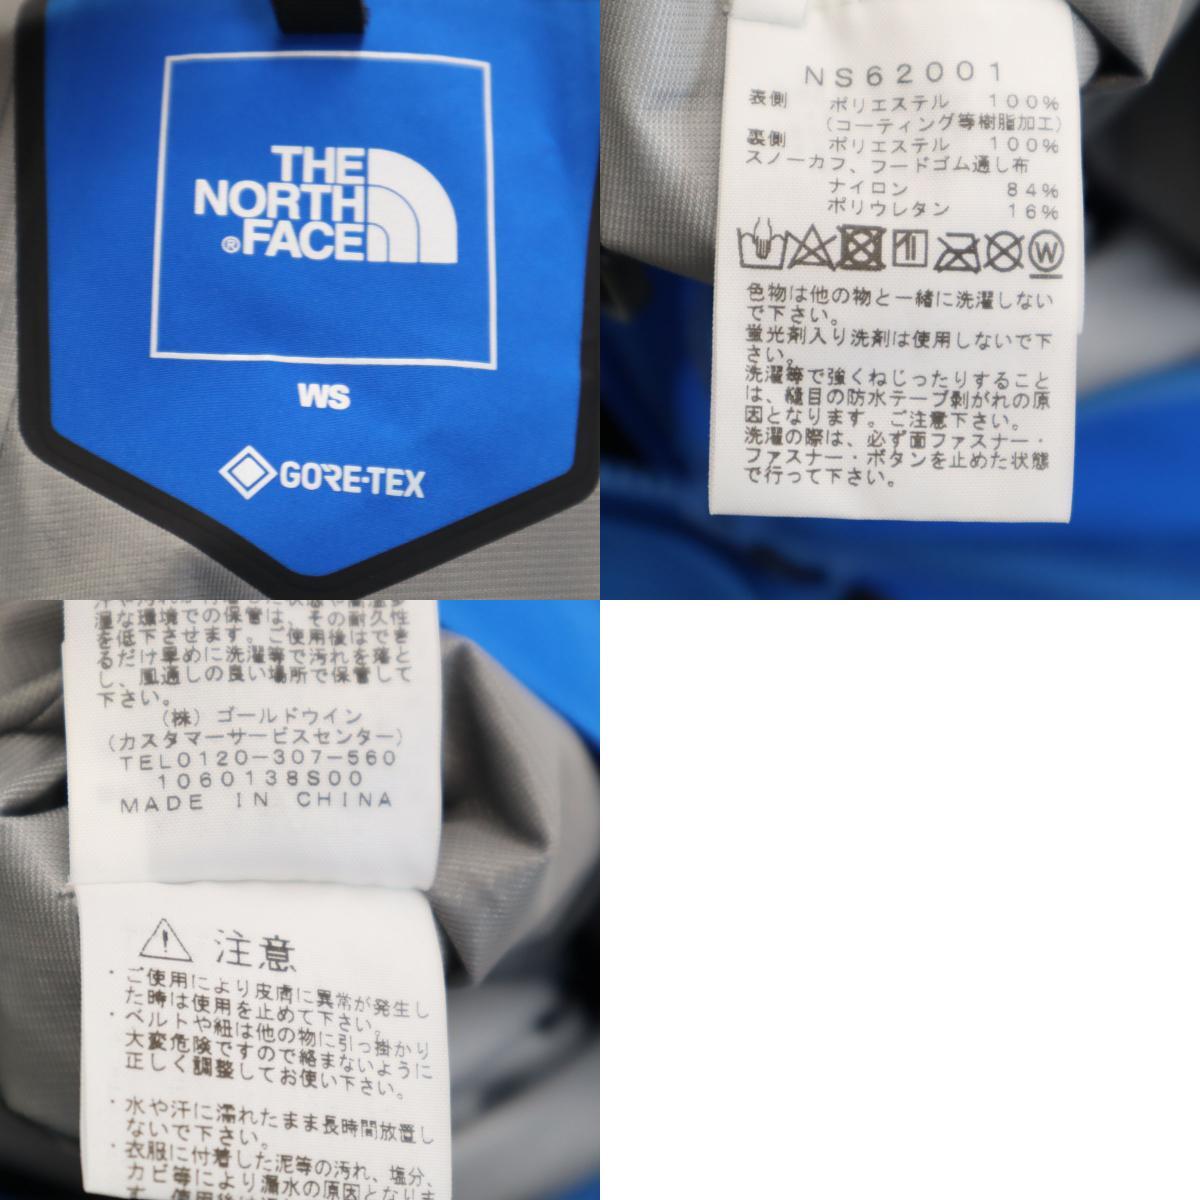 THE
NORTH
®FACE
WS
GORE-TEX
NS62001
表側 ポリエステル 100%
(コーティング等樹脂加工)
裏側 ポリエステル 100%
スノーカフ、フードゴム通し布
ナイロン 84%
ポリウレタン 16%
W
色物は他の物と一緒に洗濯しない
で下さい。
蛍光剤入り洗剤は使用しないで下
さい。
洗濯等で強くねじったりすること
は、縫目の防水テープ剥がれの原
因となります。ご注意下さい。
洗濯の際は、必ず面ファスナー・
ファスナー・ボタンを止めた状態
で行って下さい。
湿な環境での保管は、その耐久性
を低下させます。ご使用後はでき
るだけ早めに洗濯等で汚れを落と
し、風通しの良い場所で保管して
下さい。
(株) ゴールドウイン
(カスタマーサービスセンター)
TEL0120-307-560
1060138S00
MADE IN CHINA
注意
・ご使用により皮膚に異常が発生し
た時は使用を止めて下さい。
・ベルトや紐は他の物に引っ掛かり
大変危険ですので絡まないように
正しく調整してお使い下さい。
・水や汗に濡れたまま長時間放置し
ないで下さい。
・衣服に付着した泥等の汚れ、塩分、
カビ等により漏水の原因となりま
す。使用後は